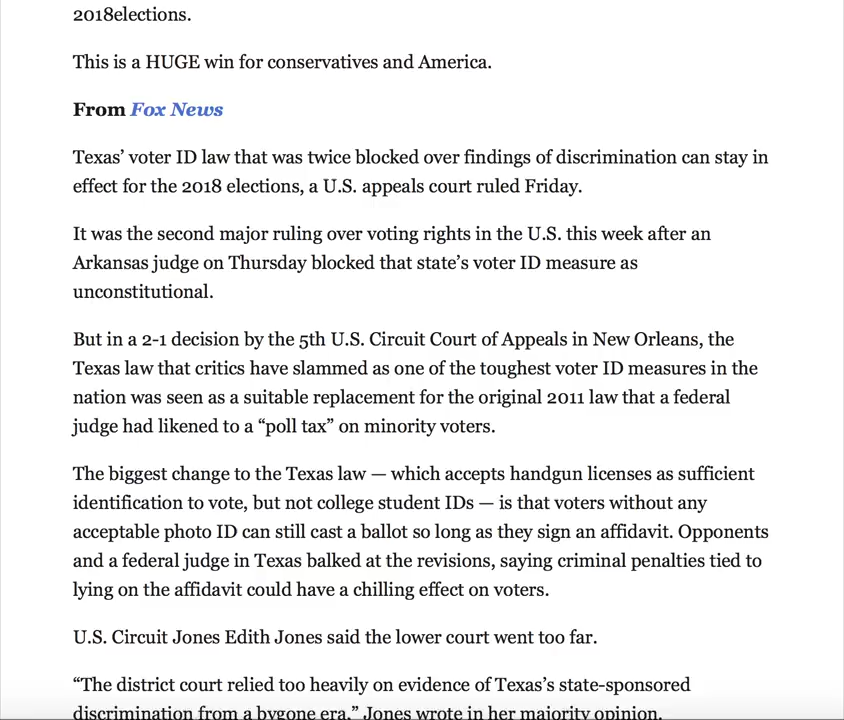 2018elections.
This is a HUGE win for conservatives and America.
From Fox News
Texas’ voter ID law that was twice blocked over findings of discrimination can stay in
effect for the 2018 elections, a U.S. appeals court ruled Friday.
It was the second major ruling over voting rights in the U.S. this week after an
Arkansas judge on Thursday blocked that state’s voter ID measure as
unconstitutional.
But in a 2-1 decision by the 5th U.S. Circuit Court of Appeals in New Orleans, the
Texas law that critics have slammed as one of the toughest voter ID measures in the
nation was seen as a suitable replacement for the original 2011 law that a federal
judge had likened to a “poll tax” on minority voters.
The biggest change to the Texas law — which accepts handgun licenses as sufficient
identification to vote, but not college student IDs — is that voters without any
acceptable photo ID can still cast a ballot so long as they sign an affidavit. Opponents
and a federal judge in Texas balked at the revisions, saying criminal penalties tied to
lying on the affidavit could have a chilling effect on voters.
U.S. Circuit Jones Edith Jones said the lower court went too far.
“The district court relied too heavily on evidence of Texas’s state-sponsored
discrimination from a bygone era,” Jones wrote in her majority opinion.